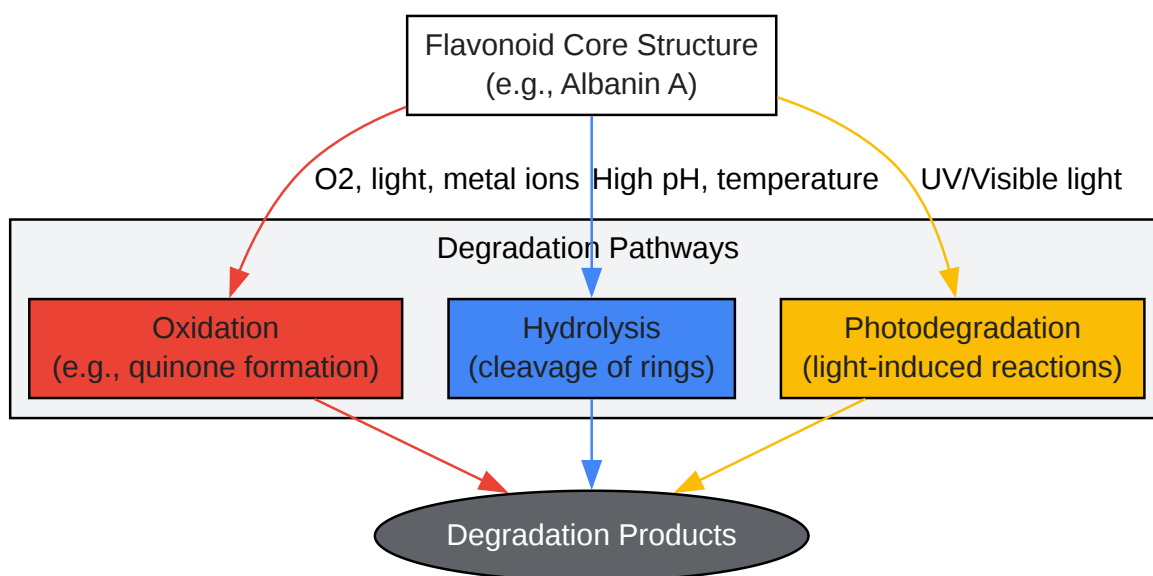 Flavonoid Core Structure
(e.g., Albanin A)
O2, light, metal ions
High pH, temperature
UV/Visible light
Degradation Pathways
Oxidation
(e.g., quinone formation)
Hydrolysis
(cleavage of rings)
Photodegradation
(light-induced reactions)
Degradation Products